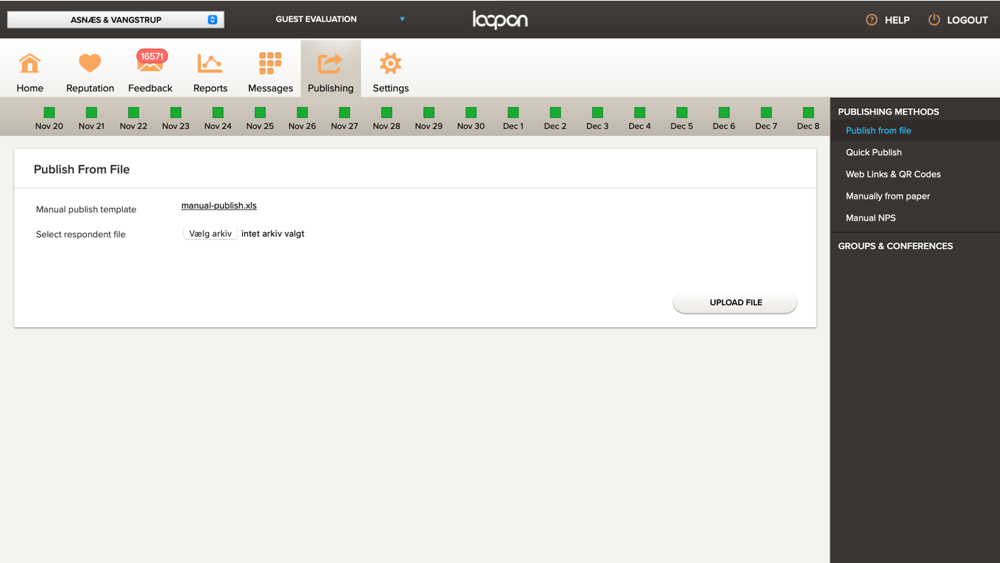 ASNÆS & VANGSTRUP
GUEST EVALUATION
loopon
HELP
LOGOUT
16571
Home
Reputation
Feedback
Reports
Messages
Publishing
Settings
Nov 20
Nov 21
Nov 22
Nov 23
Nov 24
Nov 25
Nov 26
Nov 27
Nov 28
Nov 29
Nov 30
Dec 1
Dec 2
Dec 3
Dec 4
Dec 5
Dec 6
Dec 7
Dec 8
PUBLISHING METHODS
Publish from file
Quick Publish
Web Links & QR Codes
Manually from paper
Manual NPS
GROUPS & CONFERENCES
Publish From File
Manual publish template
manual-publish.xls
Select respondent file
Vælg arkiv intet arkiv valgt
UPLOAD FILE